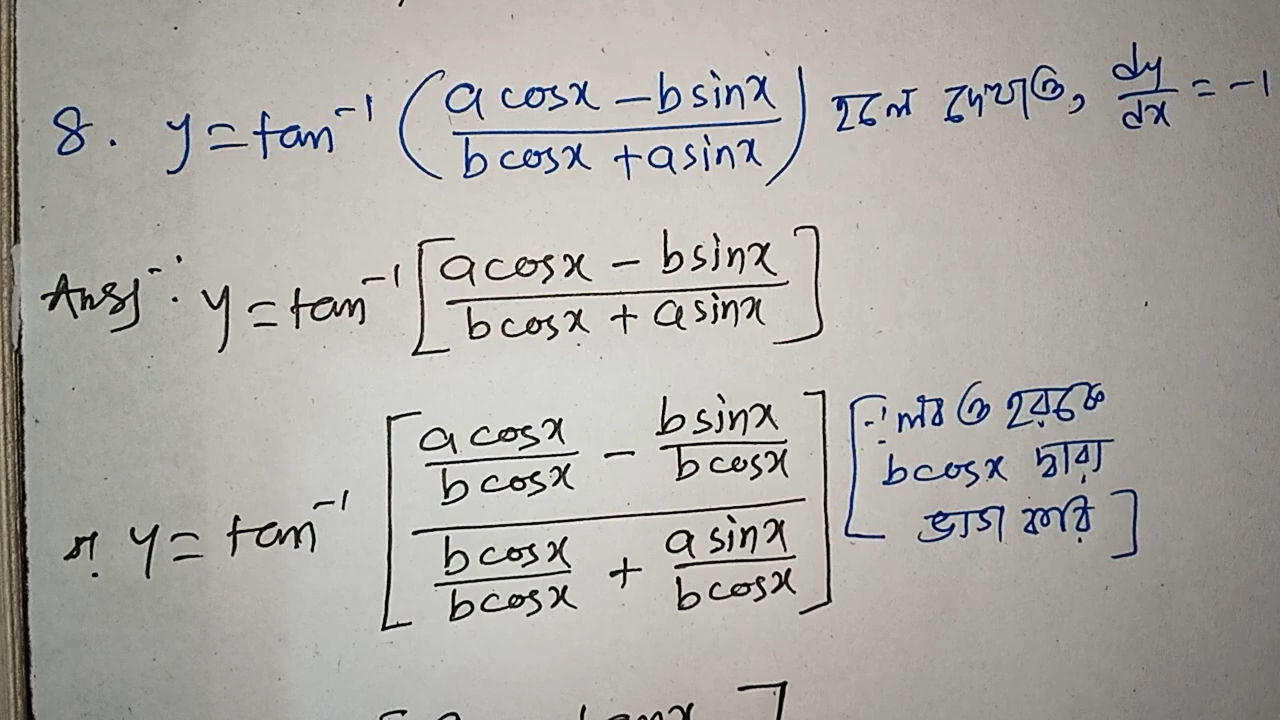 8. y = tan⁻¹ (a cosx − b sinx / b cosx + a sinx) হলে দেখাও, dy/dx = −1
Ans:- y = tan⁻¹ [a cosx − b sinx / b cosx + a sinx]
বা, y = tan⁻¹ [a cosx / b cosx − b sinx / b cosx / b cosx / b cosx + a sinx / b cosx] [∵ লব ও হরকে
b cosx দ্বারা
ভাগ করি]
tanx ]